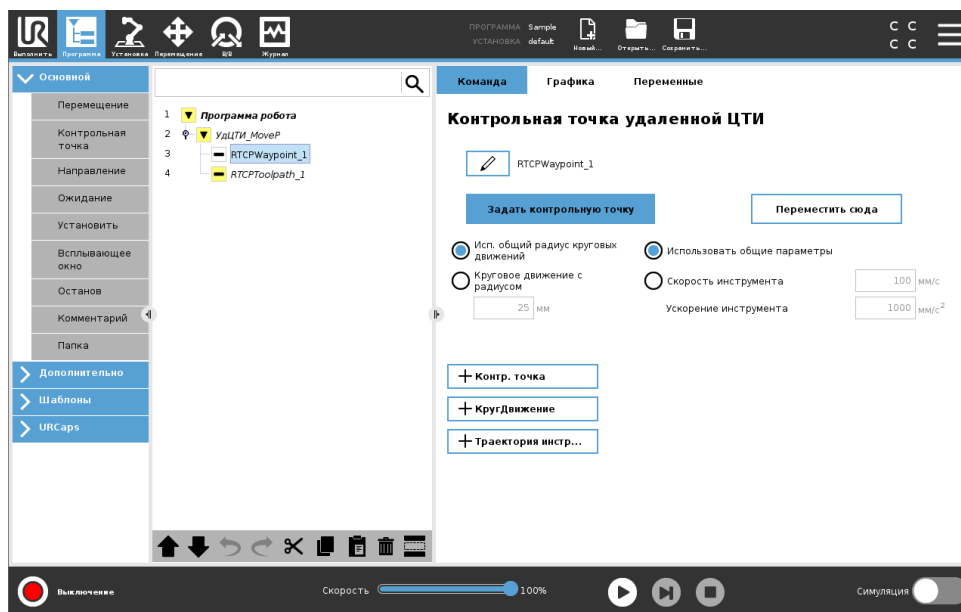 ПРОГРАММА Sample
УСТАНОВКА default
Выполнить
Программа
Установка
Перемещение
В/В
Журнал
Новый...
Открыть...
Сохранить...
C C
C C
Основной
Перемещение
Контрольная
точка
Направление
Ожидание
Установить
Всплывающее
окно
Останов
Комментарий
Папка
Дополнительно
Шаблоны
URCaps
1 Программа робота
2 УдЦТИ_MoveP
3 RTCPWaypoint_1
4 RTCPToolpath_1
Команда
Графика
Переменные
Контрольная точка удаленной ЦТИ
RTCPWaypoint_1
Задать контрольную точку
Переместить сюда
Исп. общий радиус круговых
движений
Использовать общие параметры
Круговое движение с
радиусом
25 мм
Скорость инструмента
100 мм/с
Ускорение инструмента
1000 мм/с²
Контр. точка
КругДвижение
Траектория инстр...
Выключение
Скорость
100%
Симуляция